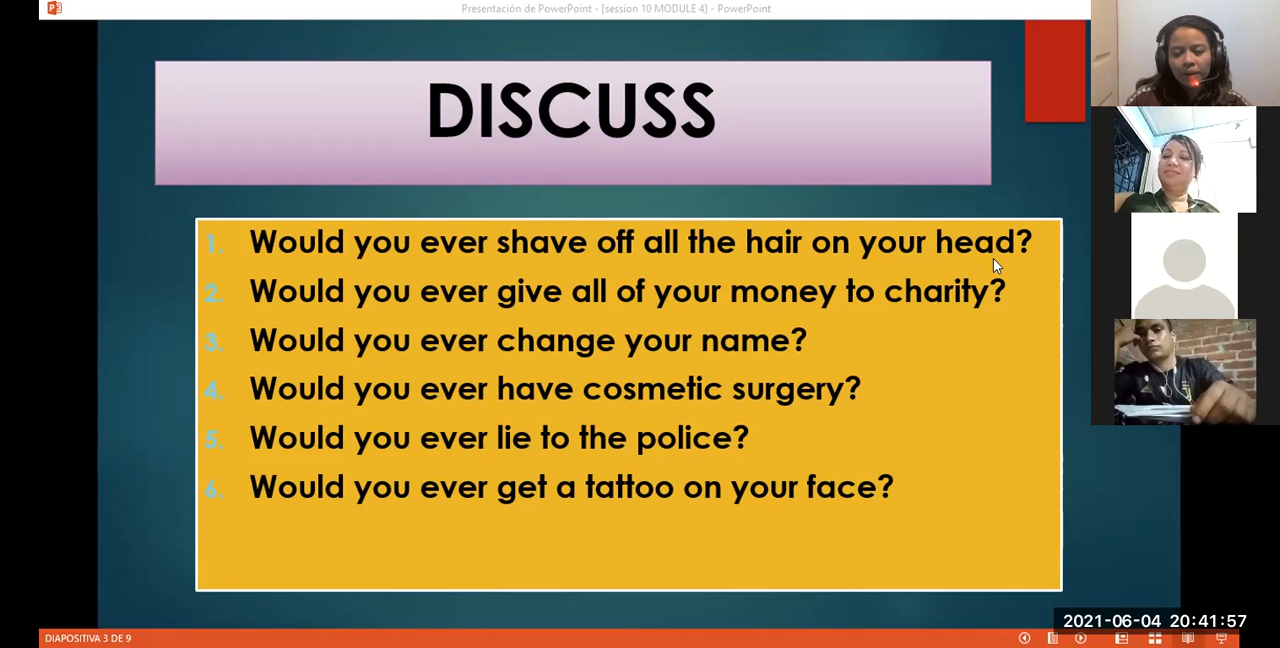 Presentación de PowerPoint - [session 10 MODULE 4] - PowerPoint
DISCUSS
1. Would you ever shave off all the hair on your head?
2. Would you ever give all of your money to charity?
3. Would you ever change your name?
4. Would you ever have cosmetic surgery?
5. Would you ever lie to the police?
6. Would you ever get a tattoo on your face?
2021-06-04 20:41:57
DIAPOSITIVA 3 DE 9